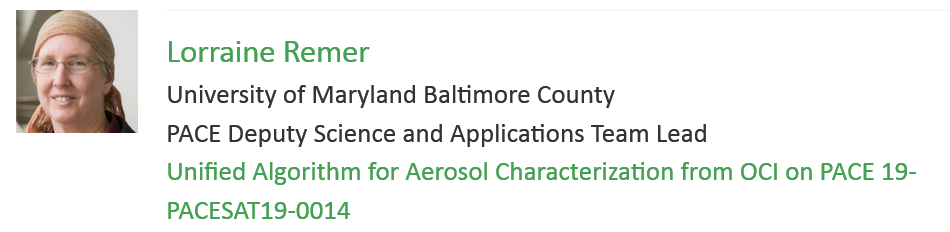 Lorraine Remer
University of Maryland Baltimore County
PACE Deputy Science and Applications Team Lead
Unified Algorithm for Aerosol Characterization from OCI on PACE 19-
PACESAT19-0014